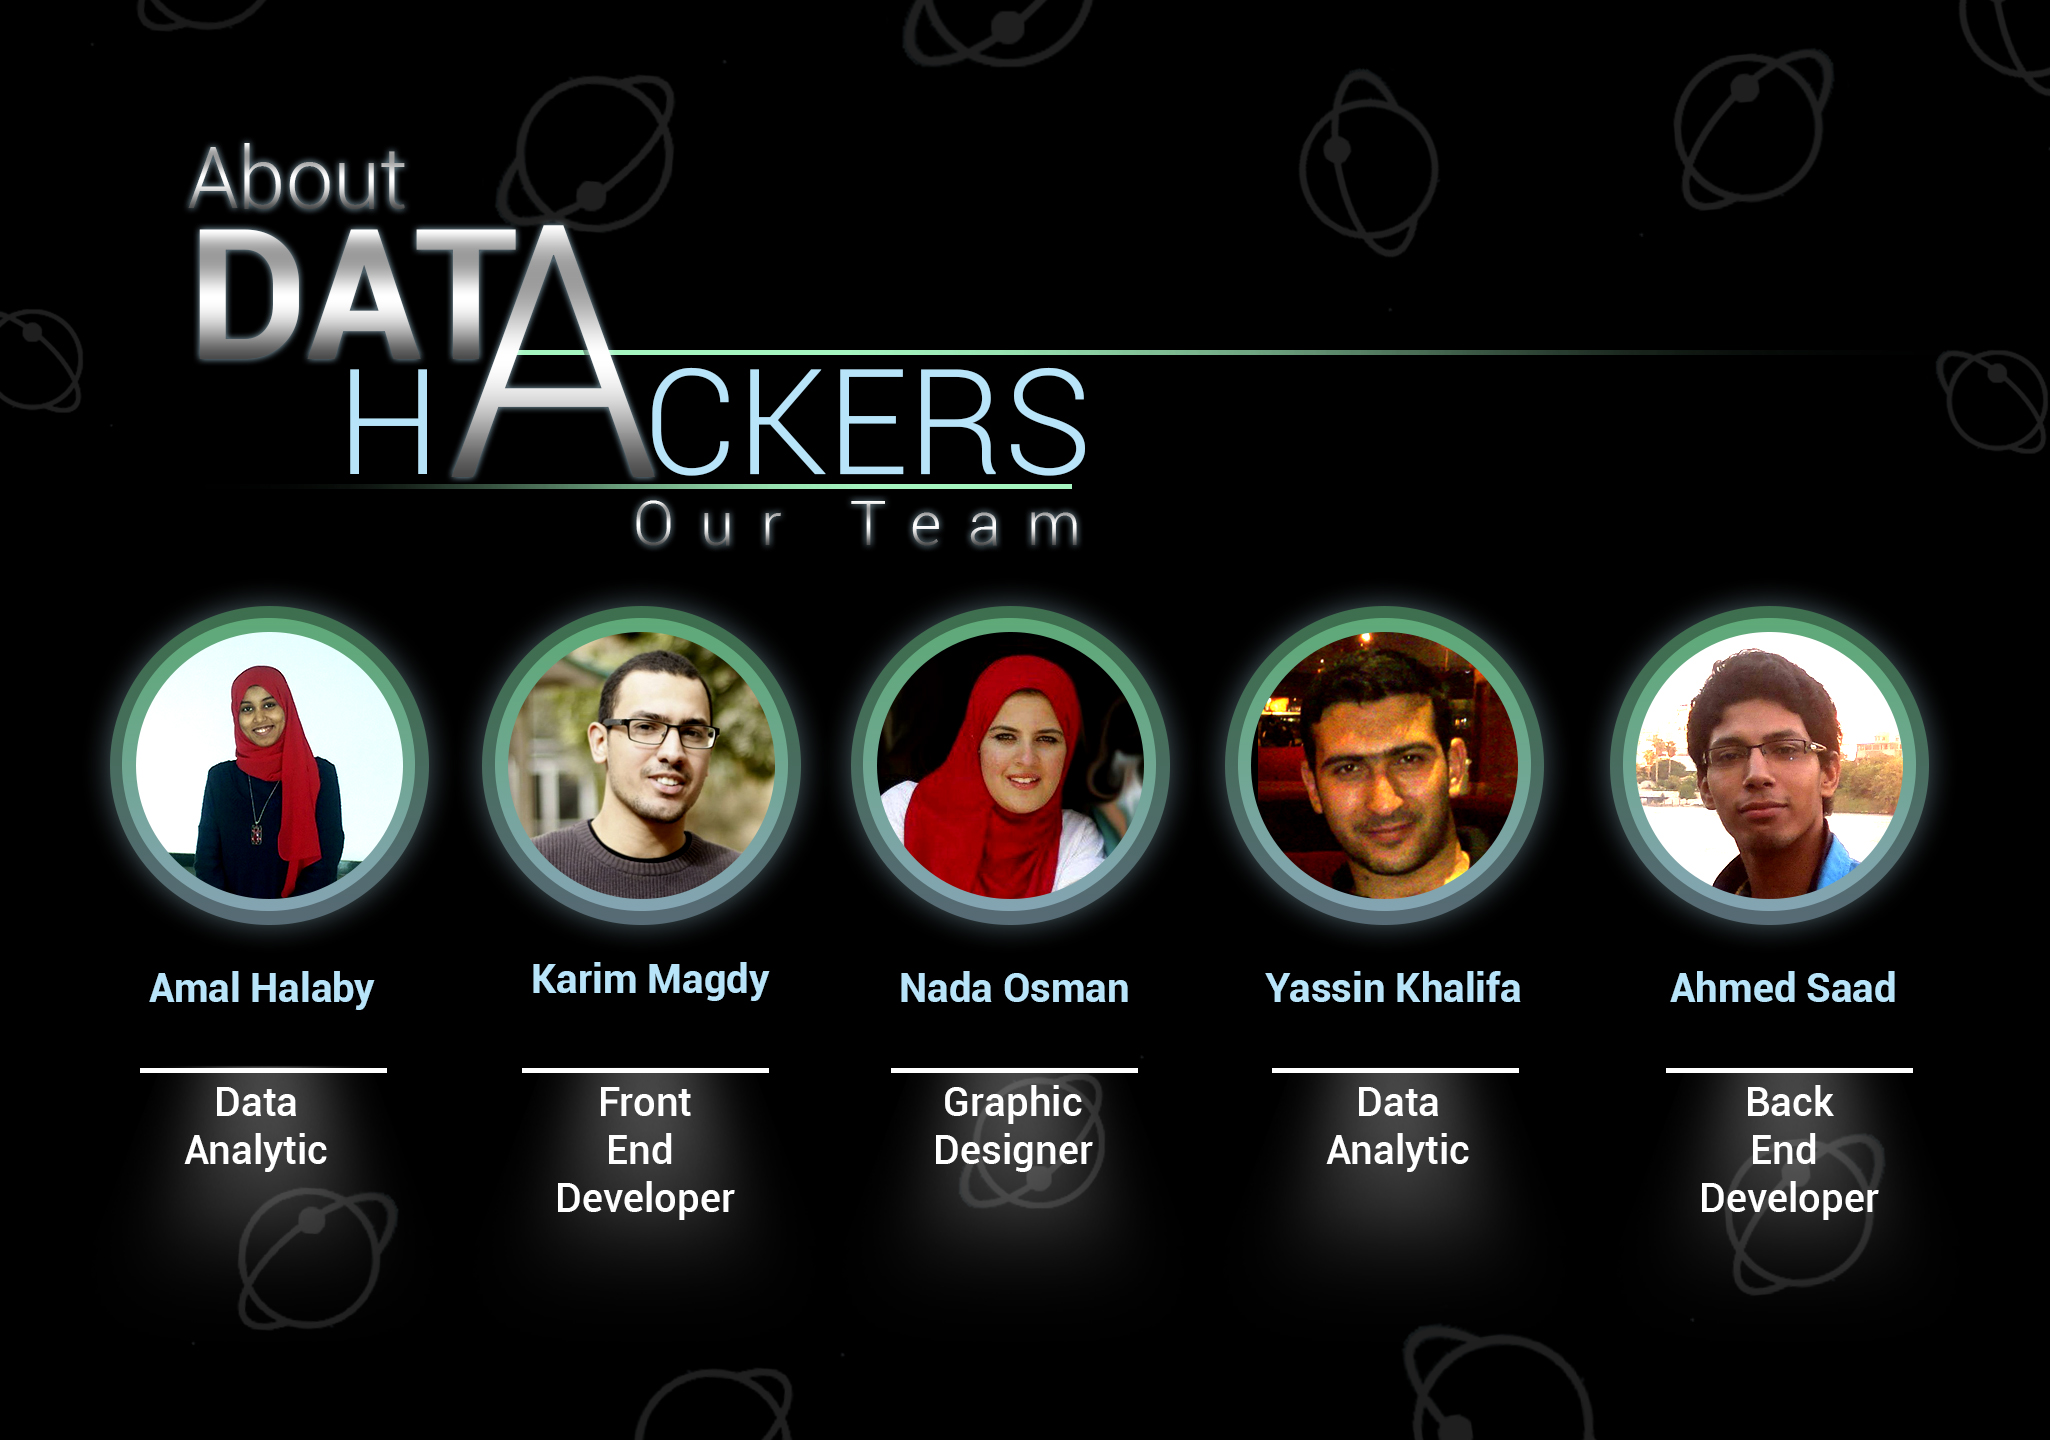 About
DATA
HACKERS
Our Team
Amal Halaby
Karim Magdy
Nada Osman
Yassin Khalifa
Ahmed Saad
Data
Analytic
Front
End
Developer
Graphic
Designer
Data
Analytic
Back
End
Developer